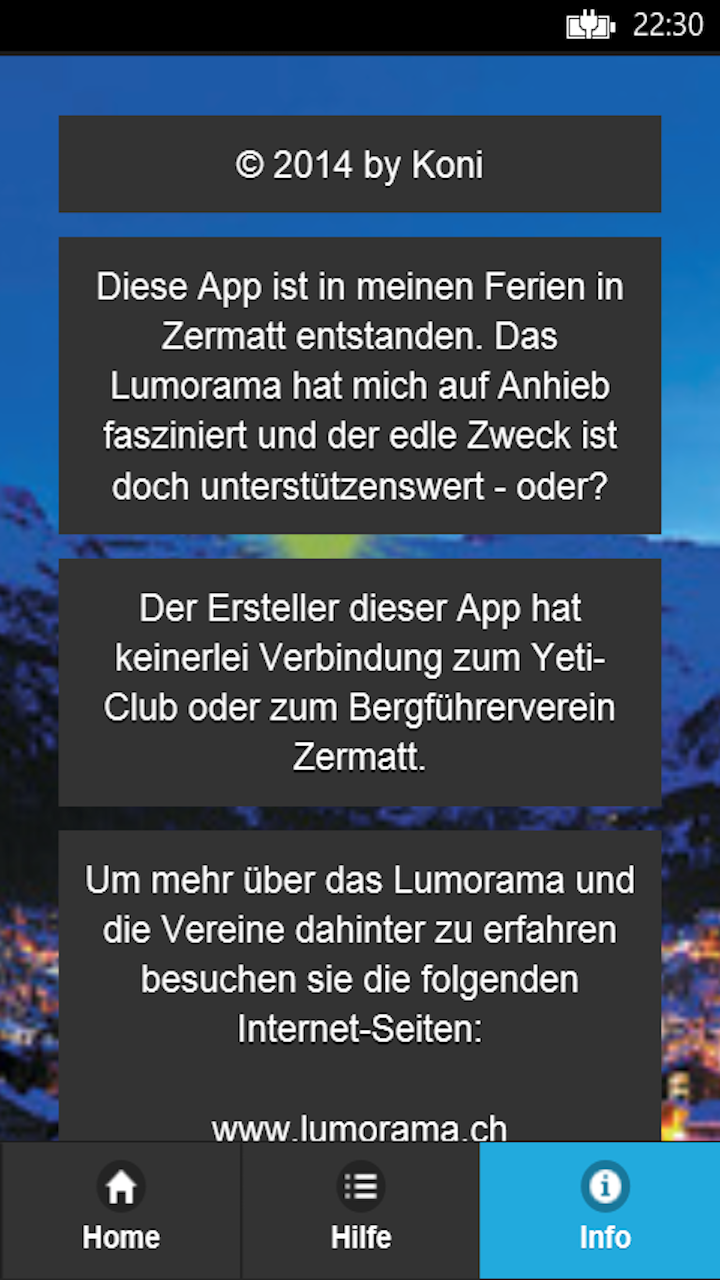 22:30
© 2014 by Koni
Diese App ist in meinen Ferien in
Zermatt entstanden. Das
Lumorama hat mich auf Anhieb
fasziniert und der edle Zweck ist
doch unterstützenswert - oder?
Der Ersteller dieser App hat
keinerlei Verbindung zum Yeti-
Club oder zum Bergführerverein
Zermatt.
Um mehr über das Lumorama und
die Vereine dahinter zu erfahren
besuchen sie die folgenden
Internet-Seiten:
www.lumorama.ch
Home Hilfe Info